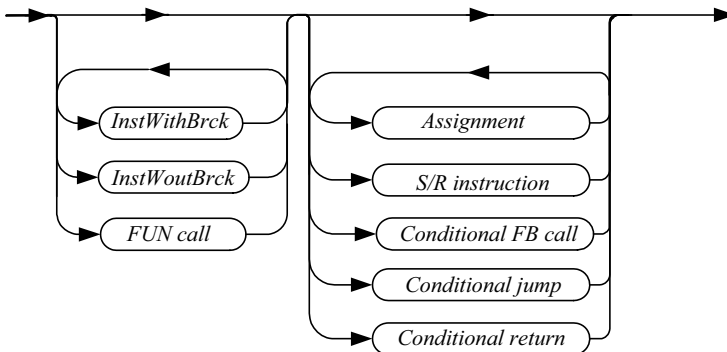 InstWithBrck
InstWoutBrck
FUN call
Assignment
S/R instruction
Conditional FB call
Conditional jump
Conditional return